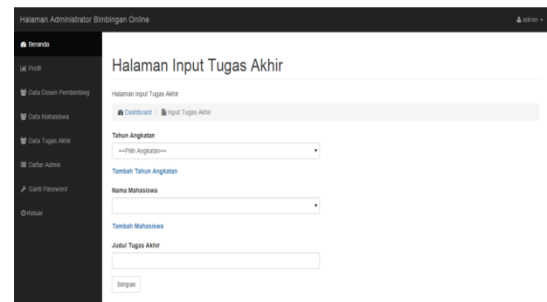 Halaman Administrator Bimbingan Online
admin
Beranda
Profil
Data Dosen Pembimbing
Data Mahasiswa
Data Tugas Akhir
Daftar Admin
Ganti Password
Keluar
Halaman Input Tugas Akhir
Halaman Input Tugas Akhir
Dashboard / Input Tugas Akhir
Tahun Angkatan
==Pilih Angkatan==
Tambah Tahun Angkatan
Nama Mahasiswa
Tambah Mahasiswa
Judul Tugas Akhir
Simpan